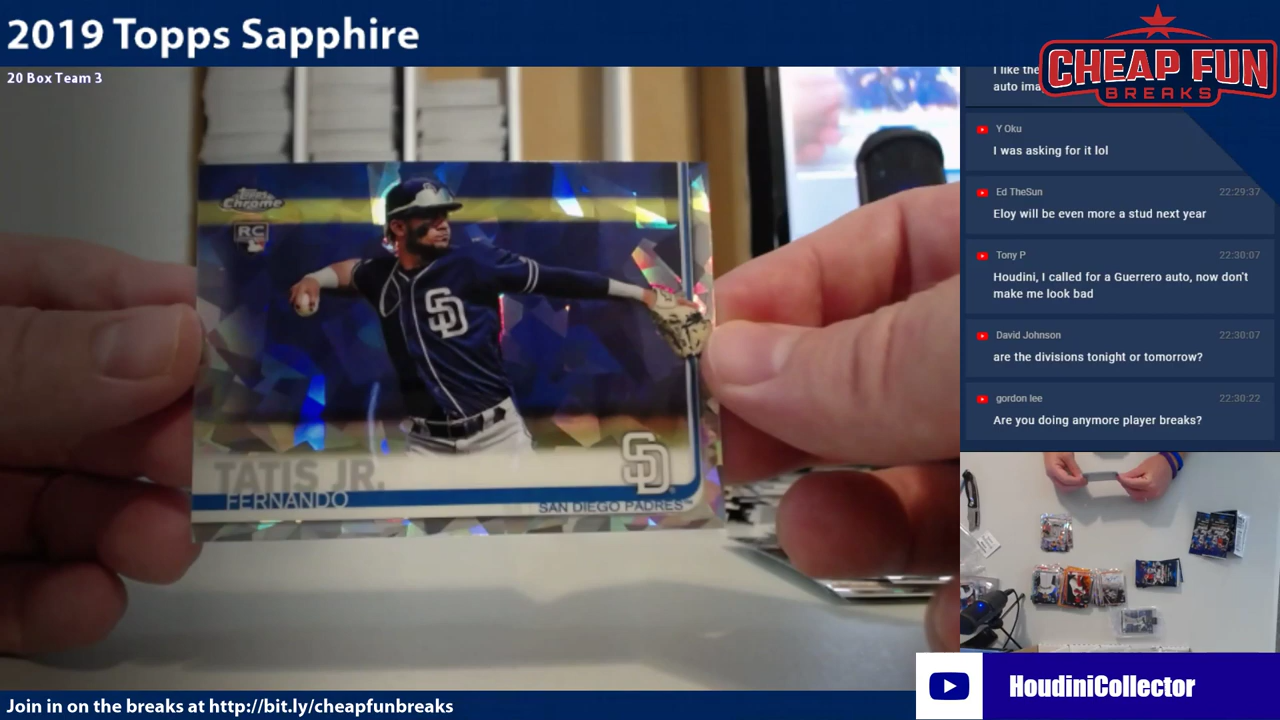 2019 Topps Sapphire
20 Box Team 3
CHEAP FUN
BREAKS
I like the
auto ima
Y Oku
I was asking for it lol
Ed TheSun 22:29:37
Eloy will be even more a stud next year
Tony P 22:30:07
Houdini, I called for a Guerrero auto, now don't
make me look bad
David Johnson 22:30:07
are the divisions tonight or tomorrow?
gordon lee 22:30:22
Are you doing anymore player breaks?
Topps
Chrome
RC
SD
TATIS JR.
FERNANDO
SD
SAN DIEGO PADRES™
HoudiniCollector
Join in on the breaks at http://bit.ly/cheapfunbreaks